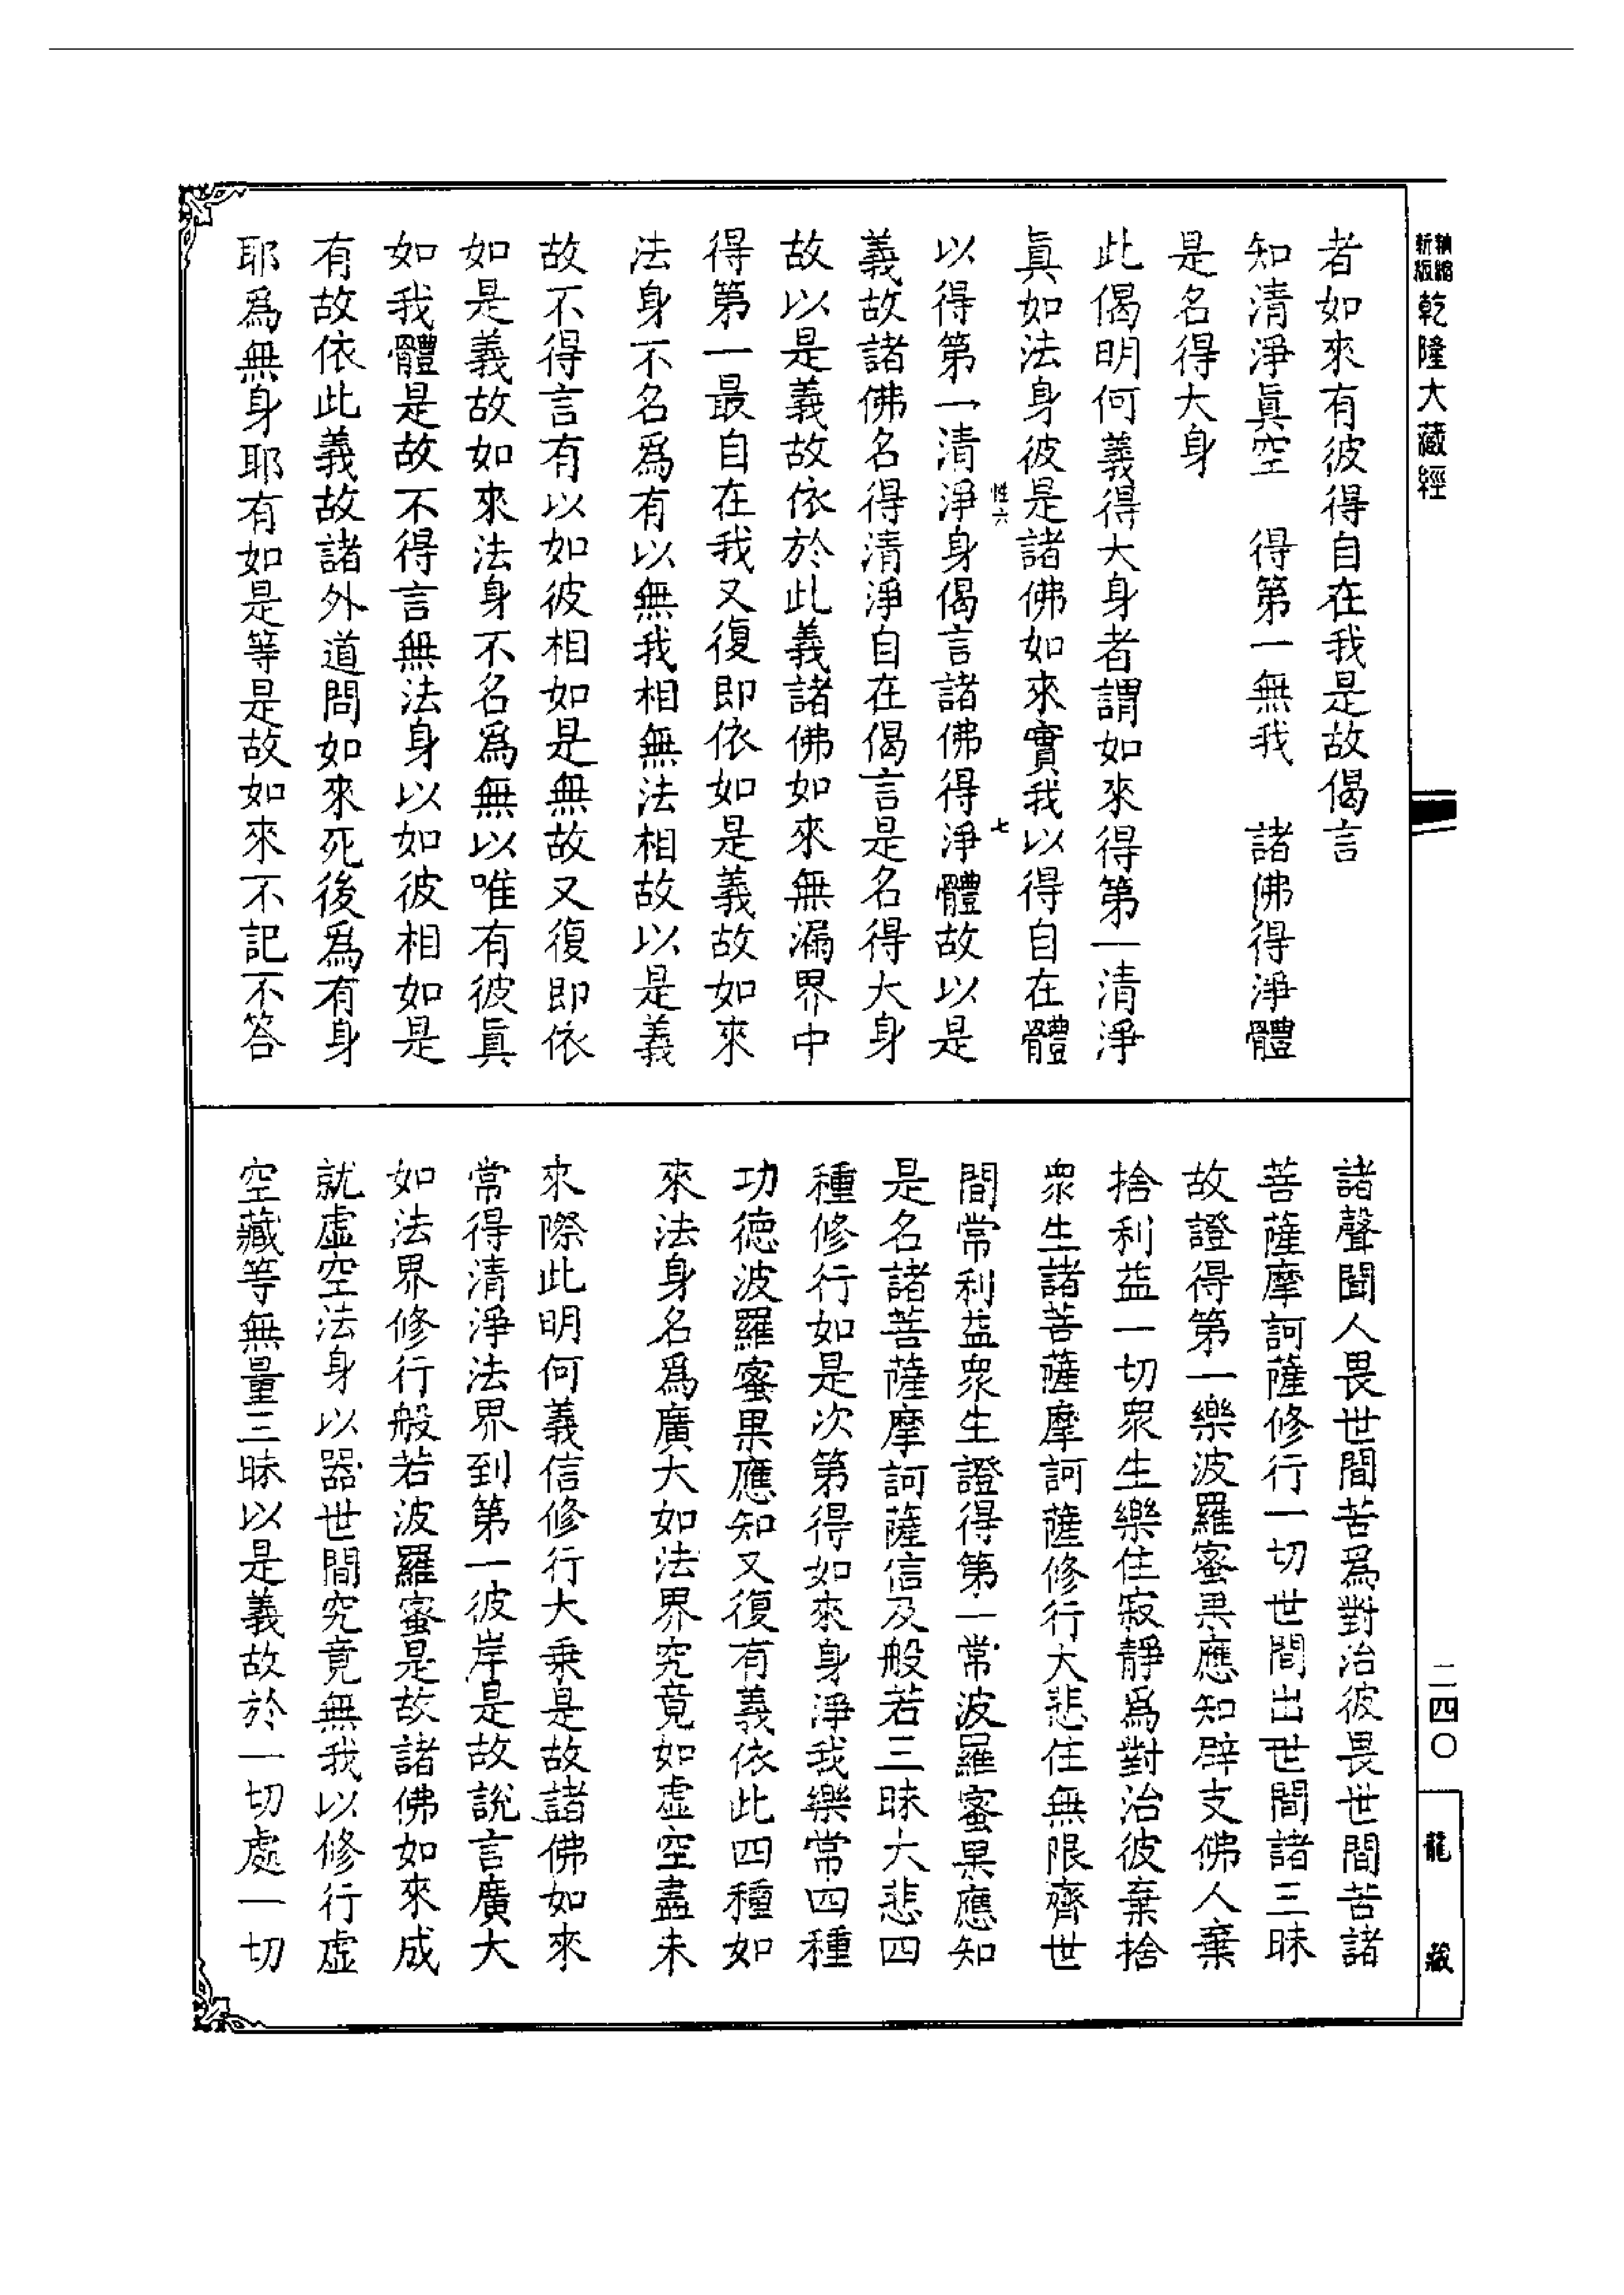 新版精縮乾隆大藏經
者如來有彼得自在我是故偈言
知清淨眞空　得第一無我　諸佛得淨體
是名得大身
此偈明何義得大身者謂如來得第一清淨
眞如法身彼是諸佛如來實我以得自在體
性六　七
以得第一清淨身偈言諸佛得淨體故以是
義故諸佛名得清淨自在偈言是名得大身
故以是義故依於此義諸佛如來無漏界中
得第一最自在我又復即依如是義故如來
法身不名爲有以無我相無法相故以是義
故不得言有以如彼相如是無故又復即依
如是義故如來法身不名爲無以唯有彼眞
如我體是故不得言無法身以如彼相如是
有故依此義故諸外道問如來死後爲有身
耶爲無身耶有如是等是故如來不記不答
諸聲聞人畏世間苦爲對治彼畏世間苦諸
菩薩摩訶薩修行一切世間出世間諸三昧
故證得第一樂波羅蜜果應知辟支佛人棄
捨利益一切衆生樂住寂靜爲對治彼棄捨
衆生諸菩薩摩訶薩修行大悲住無限齊世
間常利益衆生證得第一常波羅蜜果應知
是名諸菩薩摩訶薩信及般若三昧大悲四
種修行如是次第得如來身淨我樂常四種
功德波羅蜜果應知又復有義依此四種如
來法身名爲廣大如法界究竟如虛空盡未
來際此明何義信修行大乘是故諸佛如來
常得清淨法界到第一彼岸是故說言廣大
如法界修行般若波羅蜜是故諸佛如來成
就虛空法身以器世間究竟無我以修行虛
空藏等無量三昧以是義故於一切處一切
二四〇
龍藏